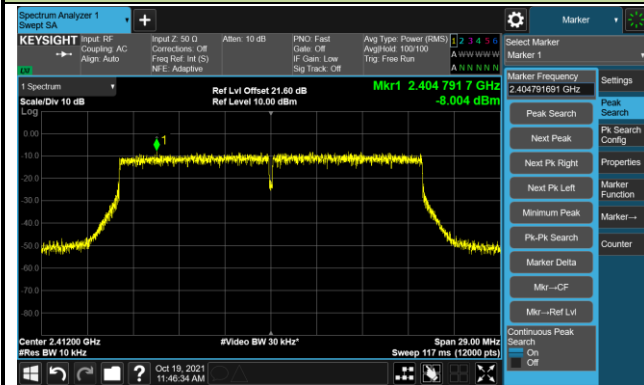 Spectrum Analyzer 1
Swept SA
Marker
KEYSIGHT
Input: RF
Coupling: AC
Align: Auto
Input Z: 50 Ω
Corrections: Off
Freq Ref: Int (S)
NFE: Adaptive
Atten: 10 dB
PNO: Fast
Gate: Off
IF Gain: Low
Sig Track: Off
Avg Type: Power (RMS)
Avg|Hold: 100/100
Trig: Free Run
1 2 3 4 5 6
A W W W W W
A N N N N N
Select Marker
Marker 1
1 Spectrum
Scale/Div 10 dB
Ref Lvl Offset 21.60 dB
Ref Level 10.00 dBm
Mkr1 2.404 791 7 GHz
-8.004 dBm
Log
0.00
-10.0
-20.0
-30.0
-40.0
-50.0
-60.0
-70.0
-80.0
1
Center 2.41200 GHz
#Res BW 10 kHz
#Video BW 30 kHz*
Span 29.00 MHz
Sweep 117 ms (12000 pts)
Marker Frequency
2.404791691 GHz
Peak Search
Next Peak
Next Pk Right
Next Pk Left
Minimum Peak
Pk-Pk Search
Marker Delta
Mkr→CF
Mkr→Ref Lvl
Continuous Peak
Search
On
Off
Settings
Peak
Search
Pk Search
Config
Properties
Marker
Function
Marker→
Counter
Oct 19, 2021
11:46:34 AM